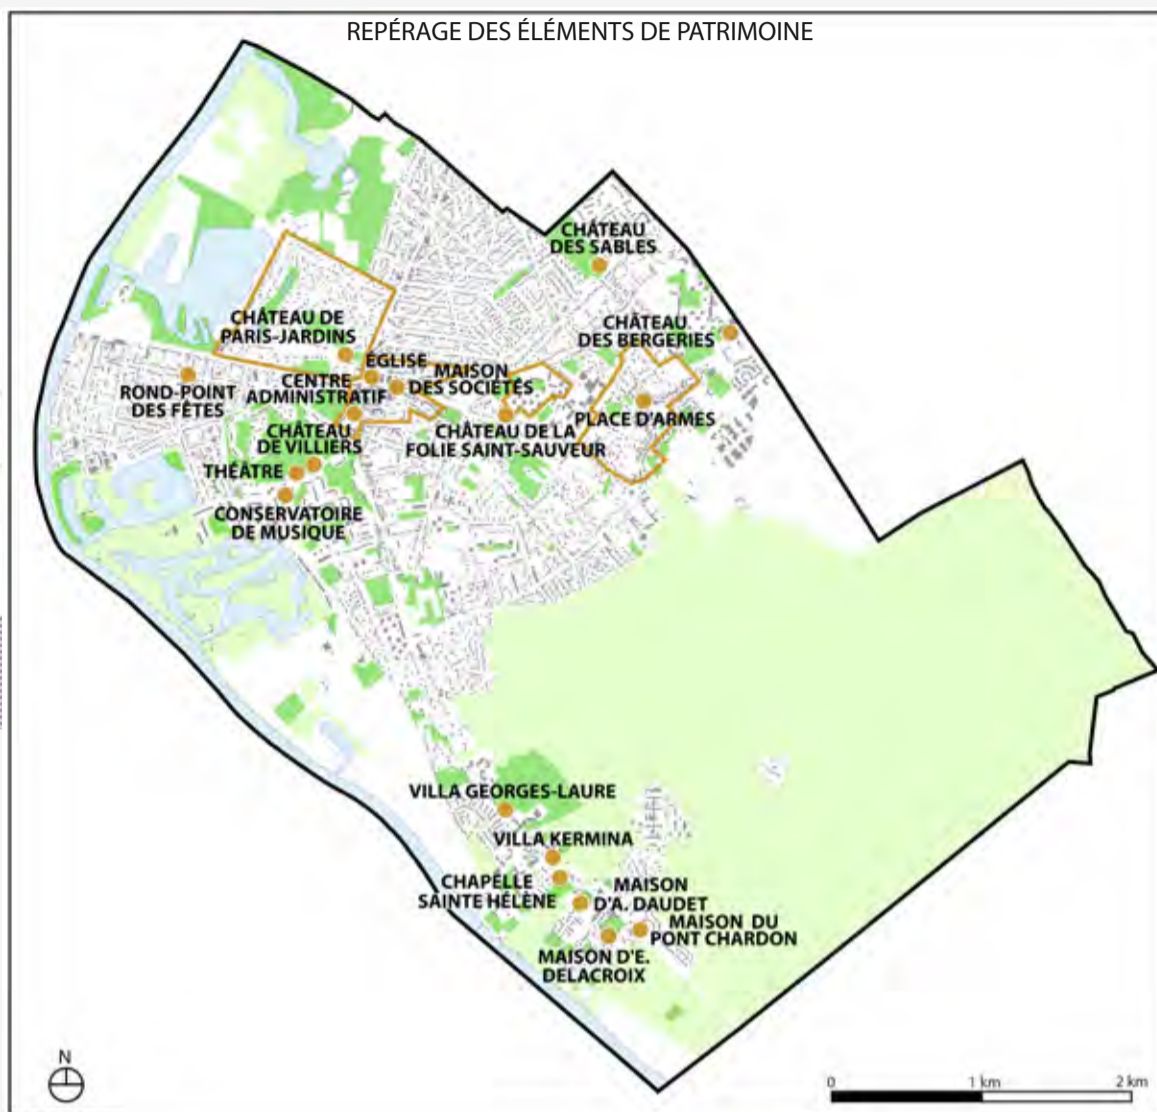 REPÉRAGE DES ÉLÉMENTS DE PATRIMOINE
CHÂTEAU
DES SABLES
CHÂTEAU DE
PARIS-JARDINS
CHÂTEAU
DES BERGERIES
ÉGLISE
MAISON
DES SOCIÉTÉS
CENTRE
ADMINISTRATIF
ROND-POINT
DES FÊTES
PLACE D'ARMES
CHÂTEAU
DE VILLIERS
CHÂTEAU DE LA
FOLIE SAINT-SAUVEUR
THÉÂTRE
CONSERVATOIRE
DE MUSIQUE
VILLA GEORGES-LAURE
VILLA KERMINA
CHAPELLE
SAINTE HÉLÈNE
MAISON
D'A. DAUDET
MAISON DU
PONT CHARDON
MAISON D'E.
DELACROIX
N
0 1 km 2 km